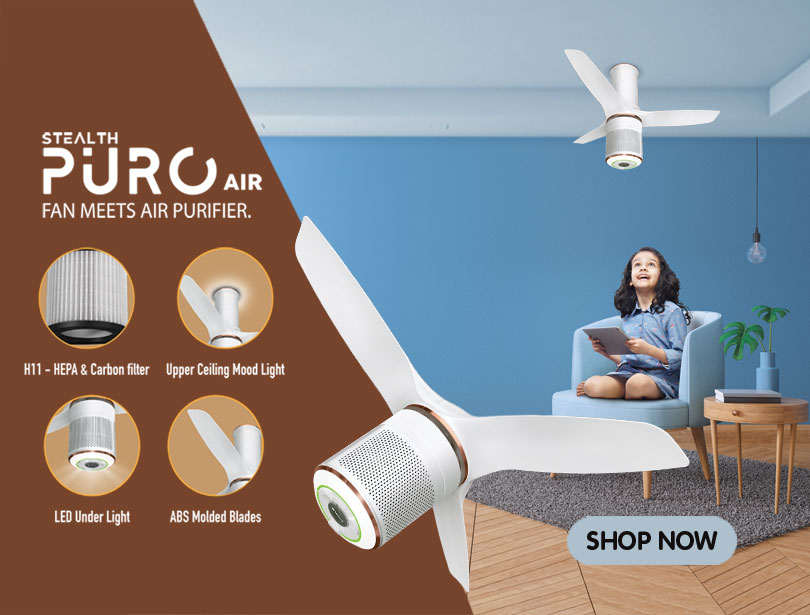 STEALTH
PURO AIR
FAN MEETS AIR PURIFIER.
H11 - HEPA & Carbon filter
Upper Ceiling Mood Light
LED Under Light
ABS Molded Blades
SHOP NOW